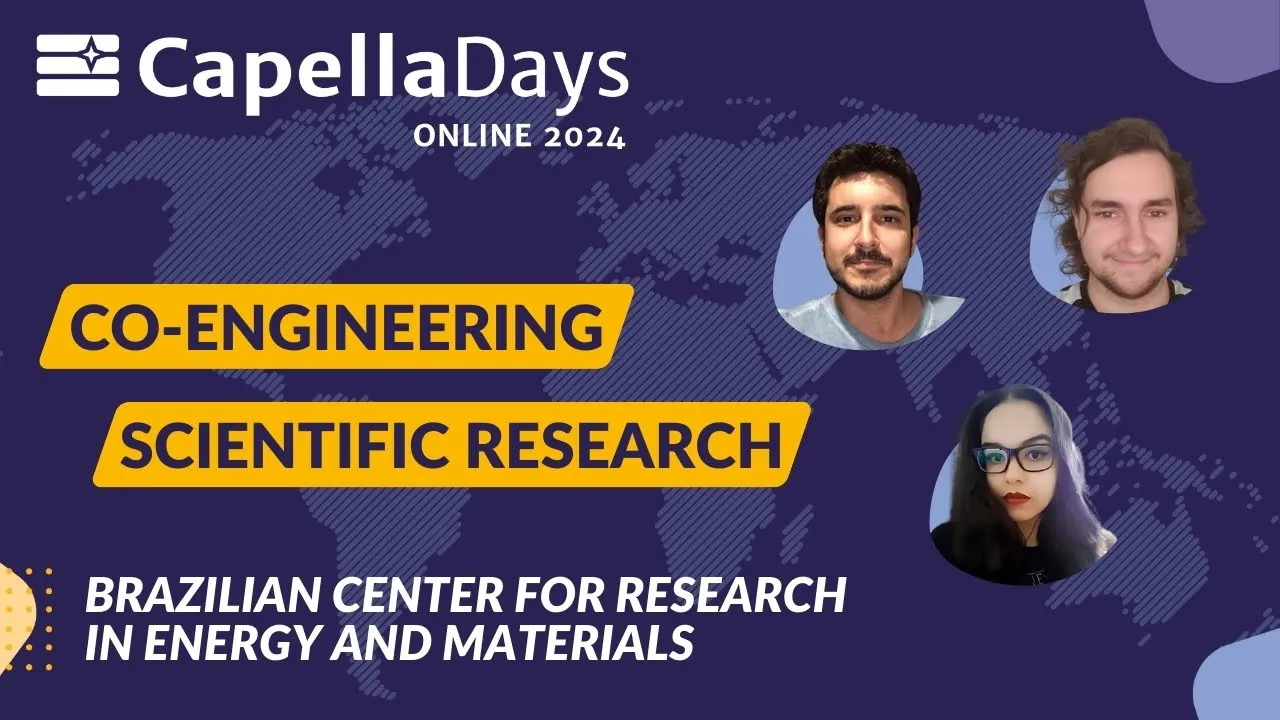 CapellaDays
ONLINE 2024
CO-ENGINEERING
SCIENTIFIC RESEARCH
BRAZILIAN CENTER FOR RESEARCH
IN ENERGY AND MATERIALS